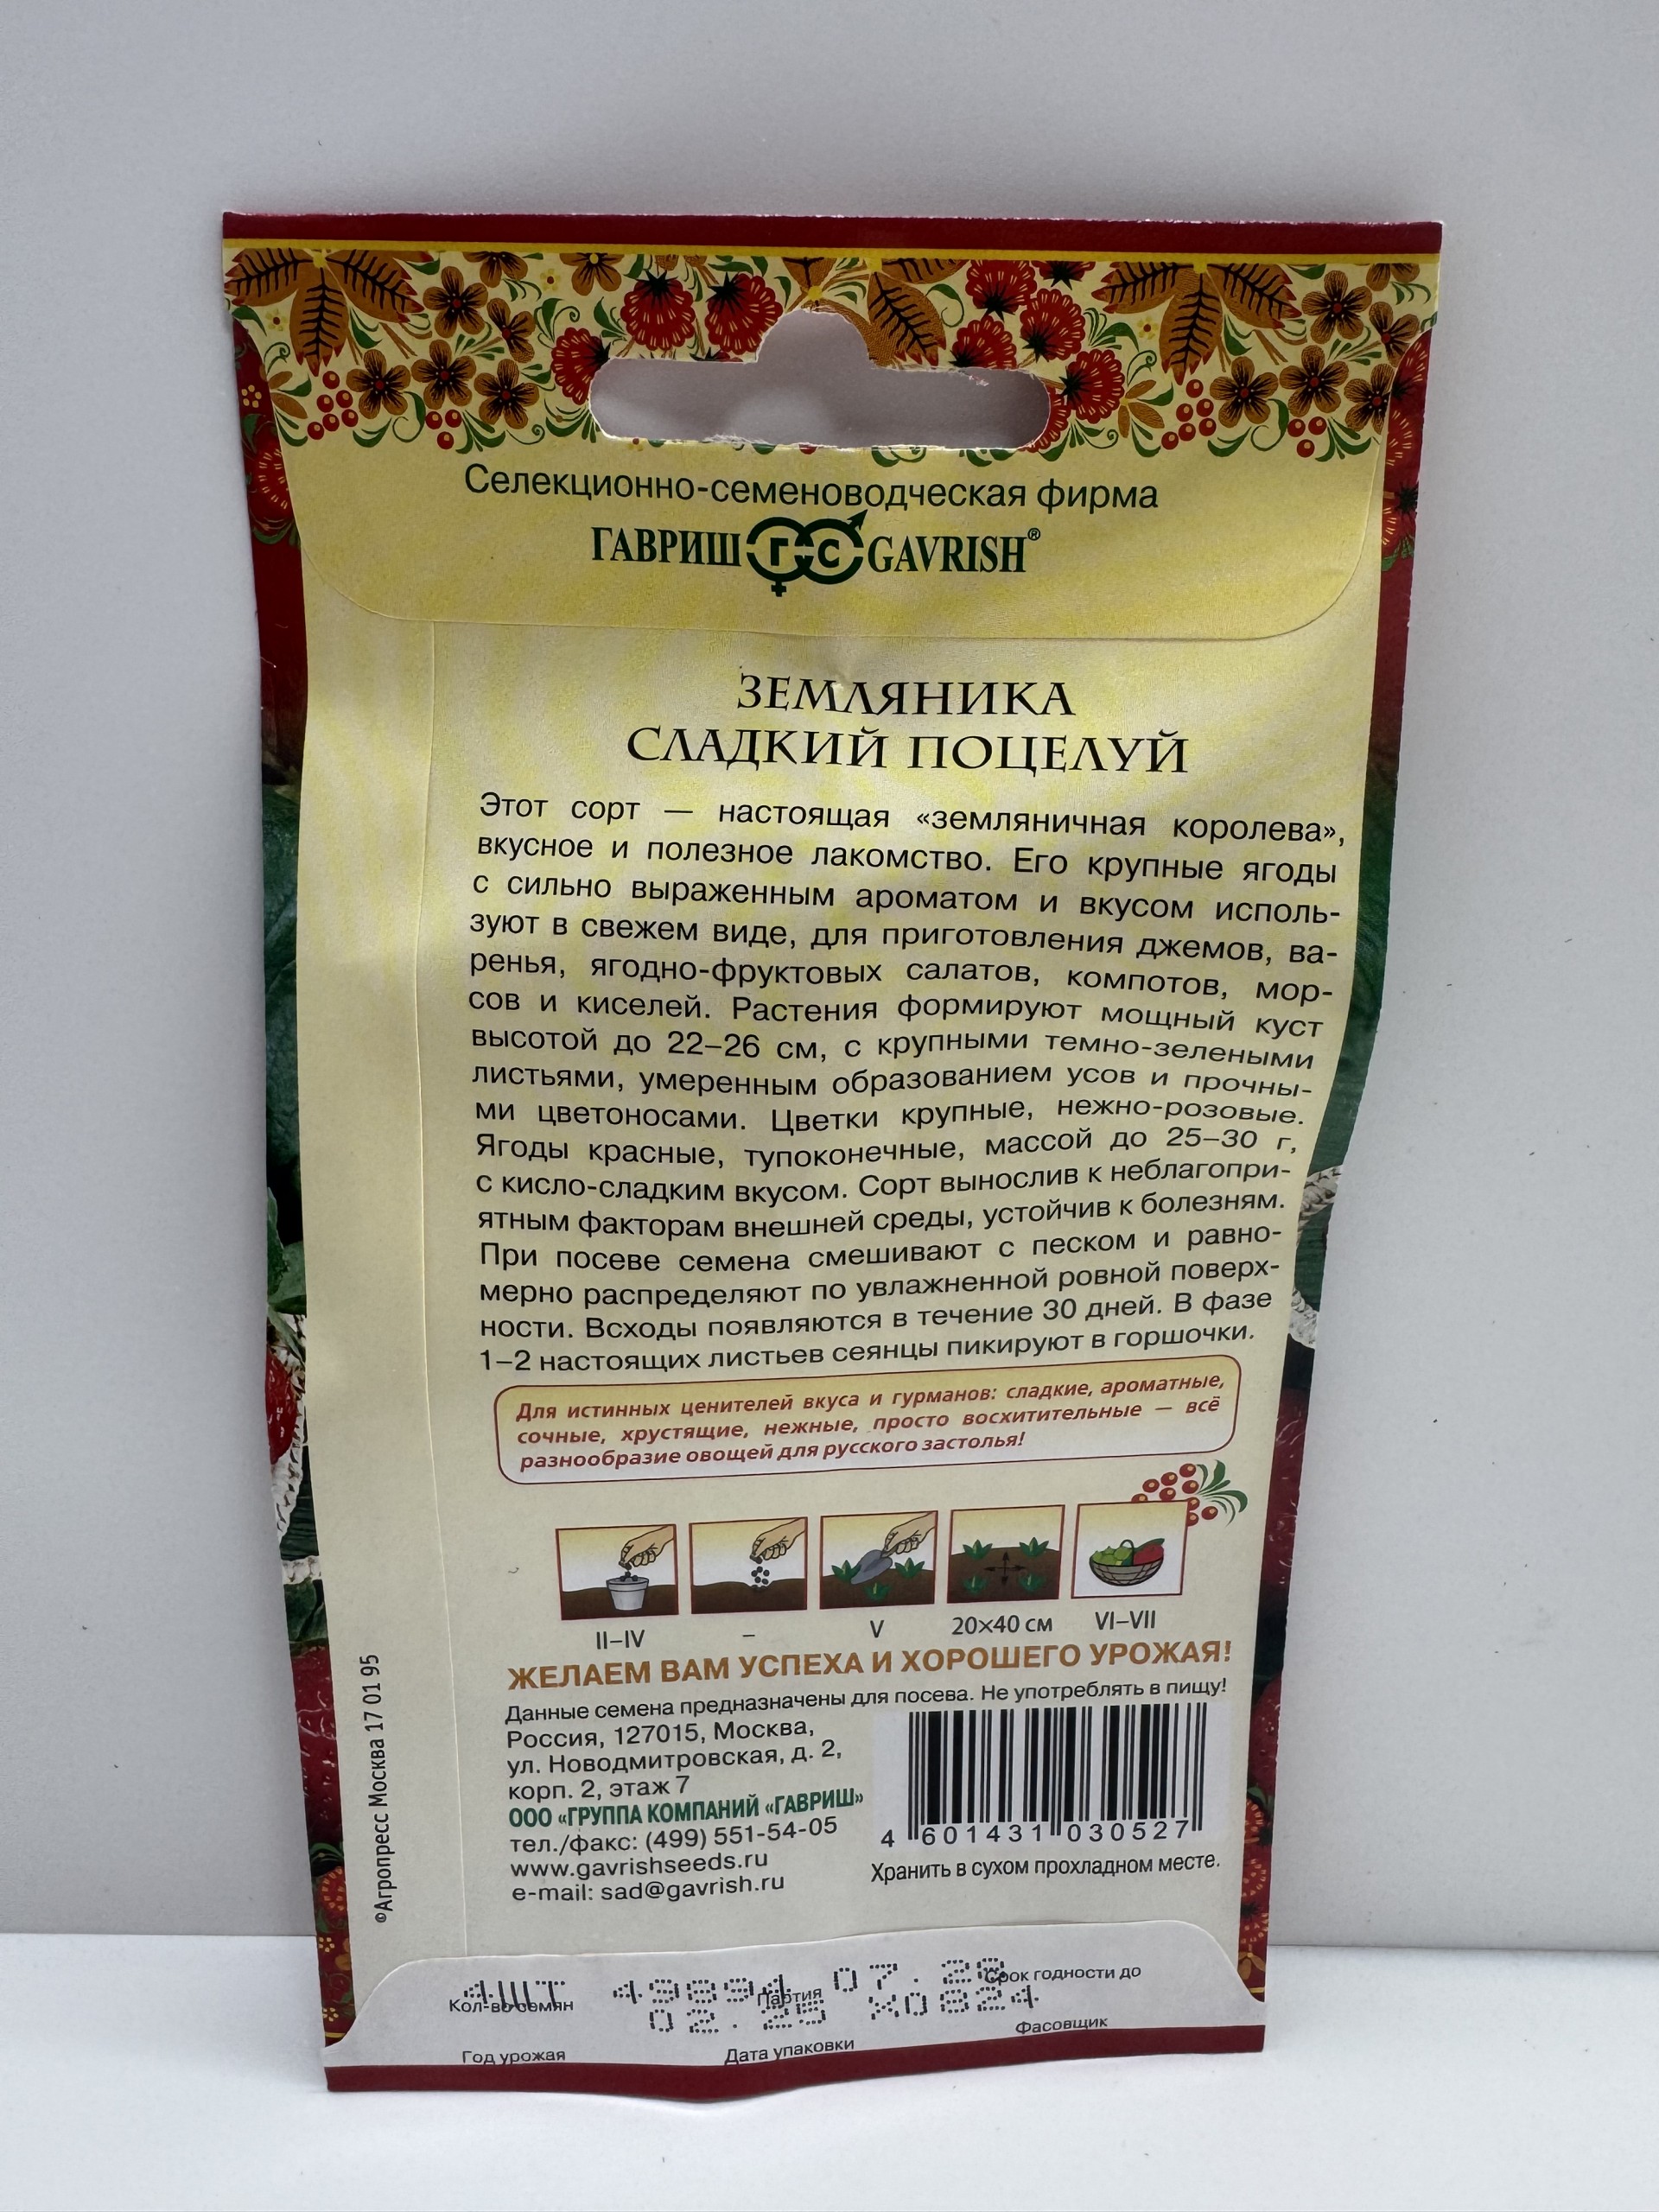 Селекционно-семеноводческая фирма
ГАВРИШ ГС GAVRISH®
ЗЕМЛЯНИКА
СЛАДКИЙ ПОЦЕЛУЙ
Этот сорт — настоящая «земляничная королева»,
вкусное и полезное лакомство. Его крупные ягоды
с сильно выраженным ароматом и вкусом исполь-
зуют в свежем виде, для приготовления джемов, ва-
ренья, ягодно-фруктовых салатов, компотов, мор-
сов и киселей. Растения формируют мощный куст
высотой до 22–26 см, с крупными темно-зелеными
листьями, умеренным образованием усов и прочны-
ми цветоносами. Цветки крупные, нежно-розовые.
Ягоды красные, тупоконечные, массой до 25–30 г,
с кисло-сладким вкусом. Сорт вынослив к неблагопри-
ятным факторам внешней среды, устойчив к болезням.
При посеве семена смешивают с песком и равно-
мерно распределяют по увлажненной ровной поверх-
ности. Всходы появляются в течение 30 дней. В фазе
1–2 настоящих листьев сеянцы пикируют в горшочки.
Для истинных ценителей вкуса и гурманов: сладкие, ароматные,
сочные, хрустящие, нежные, просто восхитительные — всё
разнообразие овощей для русского застолья!
II–IV – V 20×40 см VI–VII
ЖЕЛАЕМ ВАМ УСПЕХА И ХОРОШЕГО УРОЖАЯ!
Данные семена предназначены для посева. Не употреблять в пищу!
Россия, 127015, Москва,
ул. Новодмитровская, д. 2,
корп. 2, этаж 7
ООО «ГРУППА КОМПАНИЙ «ГАВРИШ»
тел./факс: (499) 551-54-05
www.gavrishseeds.ru
e-mail: sad@gavrish.ru
4 601431 030527
Хранить в сухом прохладном месте.
©Агропресс Москва 17 01 95
4ШТ 49894 07.28
Кол-во семян Партия Срок годности до
02.25 X0824
Год урожая Дата упаковки Фасовщик